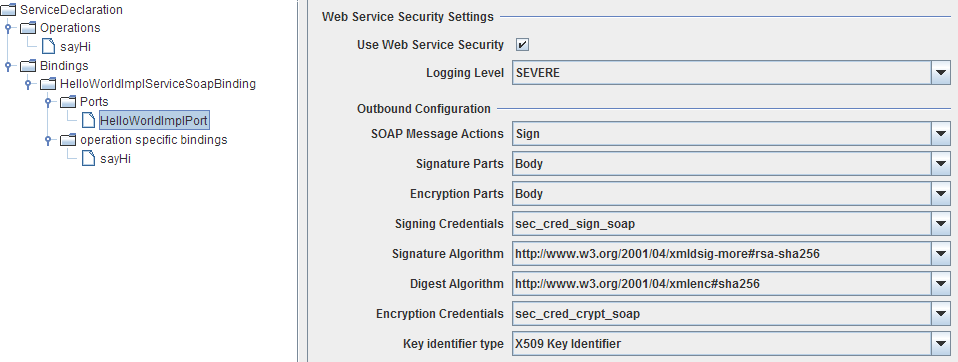 ServiceDeclaration
Operations
sayHi
Bindings
HelloWorldImplServiceSoapBinding
Ports
HelloWorldImplPort
operation specific bindings
sayHi
Web Service Security Settings
Use Web Service Security
Logging Level SEVERE
Outbound Configuration
SOAP Message Actions Sign
Signature Parts Body
Encryption Parts Body
Signing Credentials sec_cred_sign_soap
Signature Algorithm http://www.w3.org/2001/04/xmldsig-more#rsa-sha256
Digest Algorithm http://www.w3.org/2001/04/xmlenc#sha256
Encryption Credentials sec_cred_crypt_soap
Key identifier type X509 Key Identifier